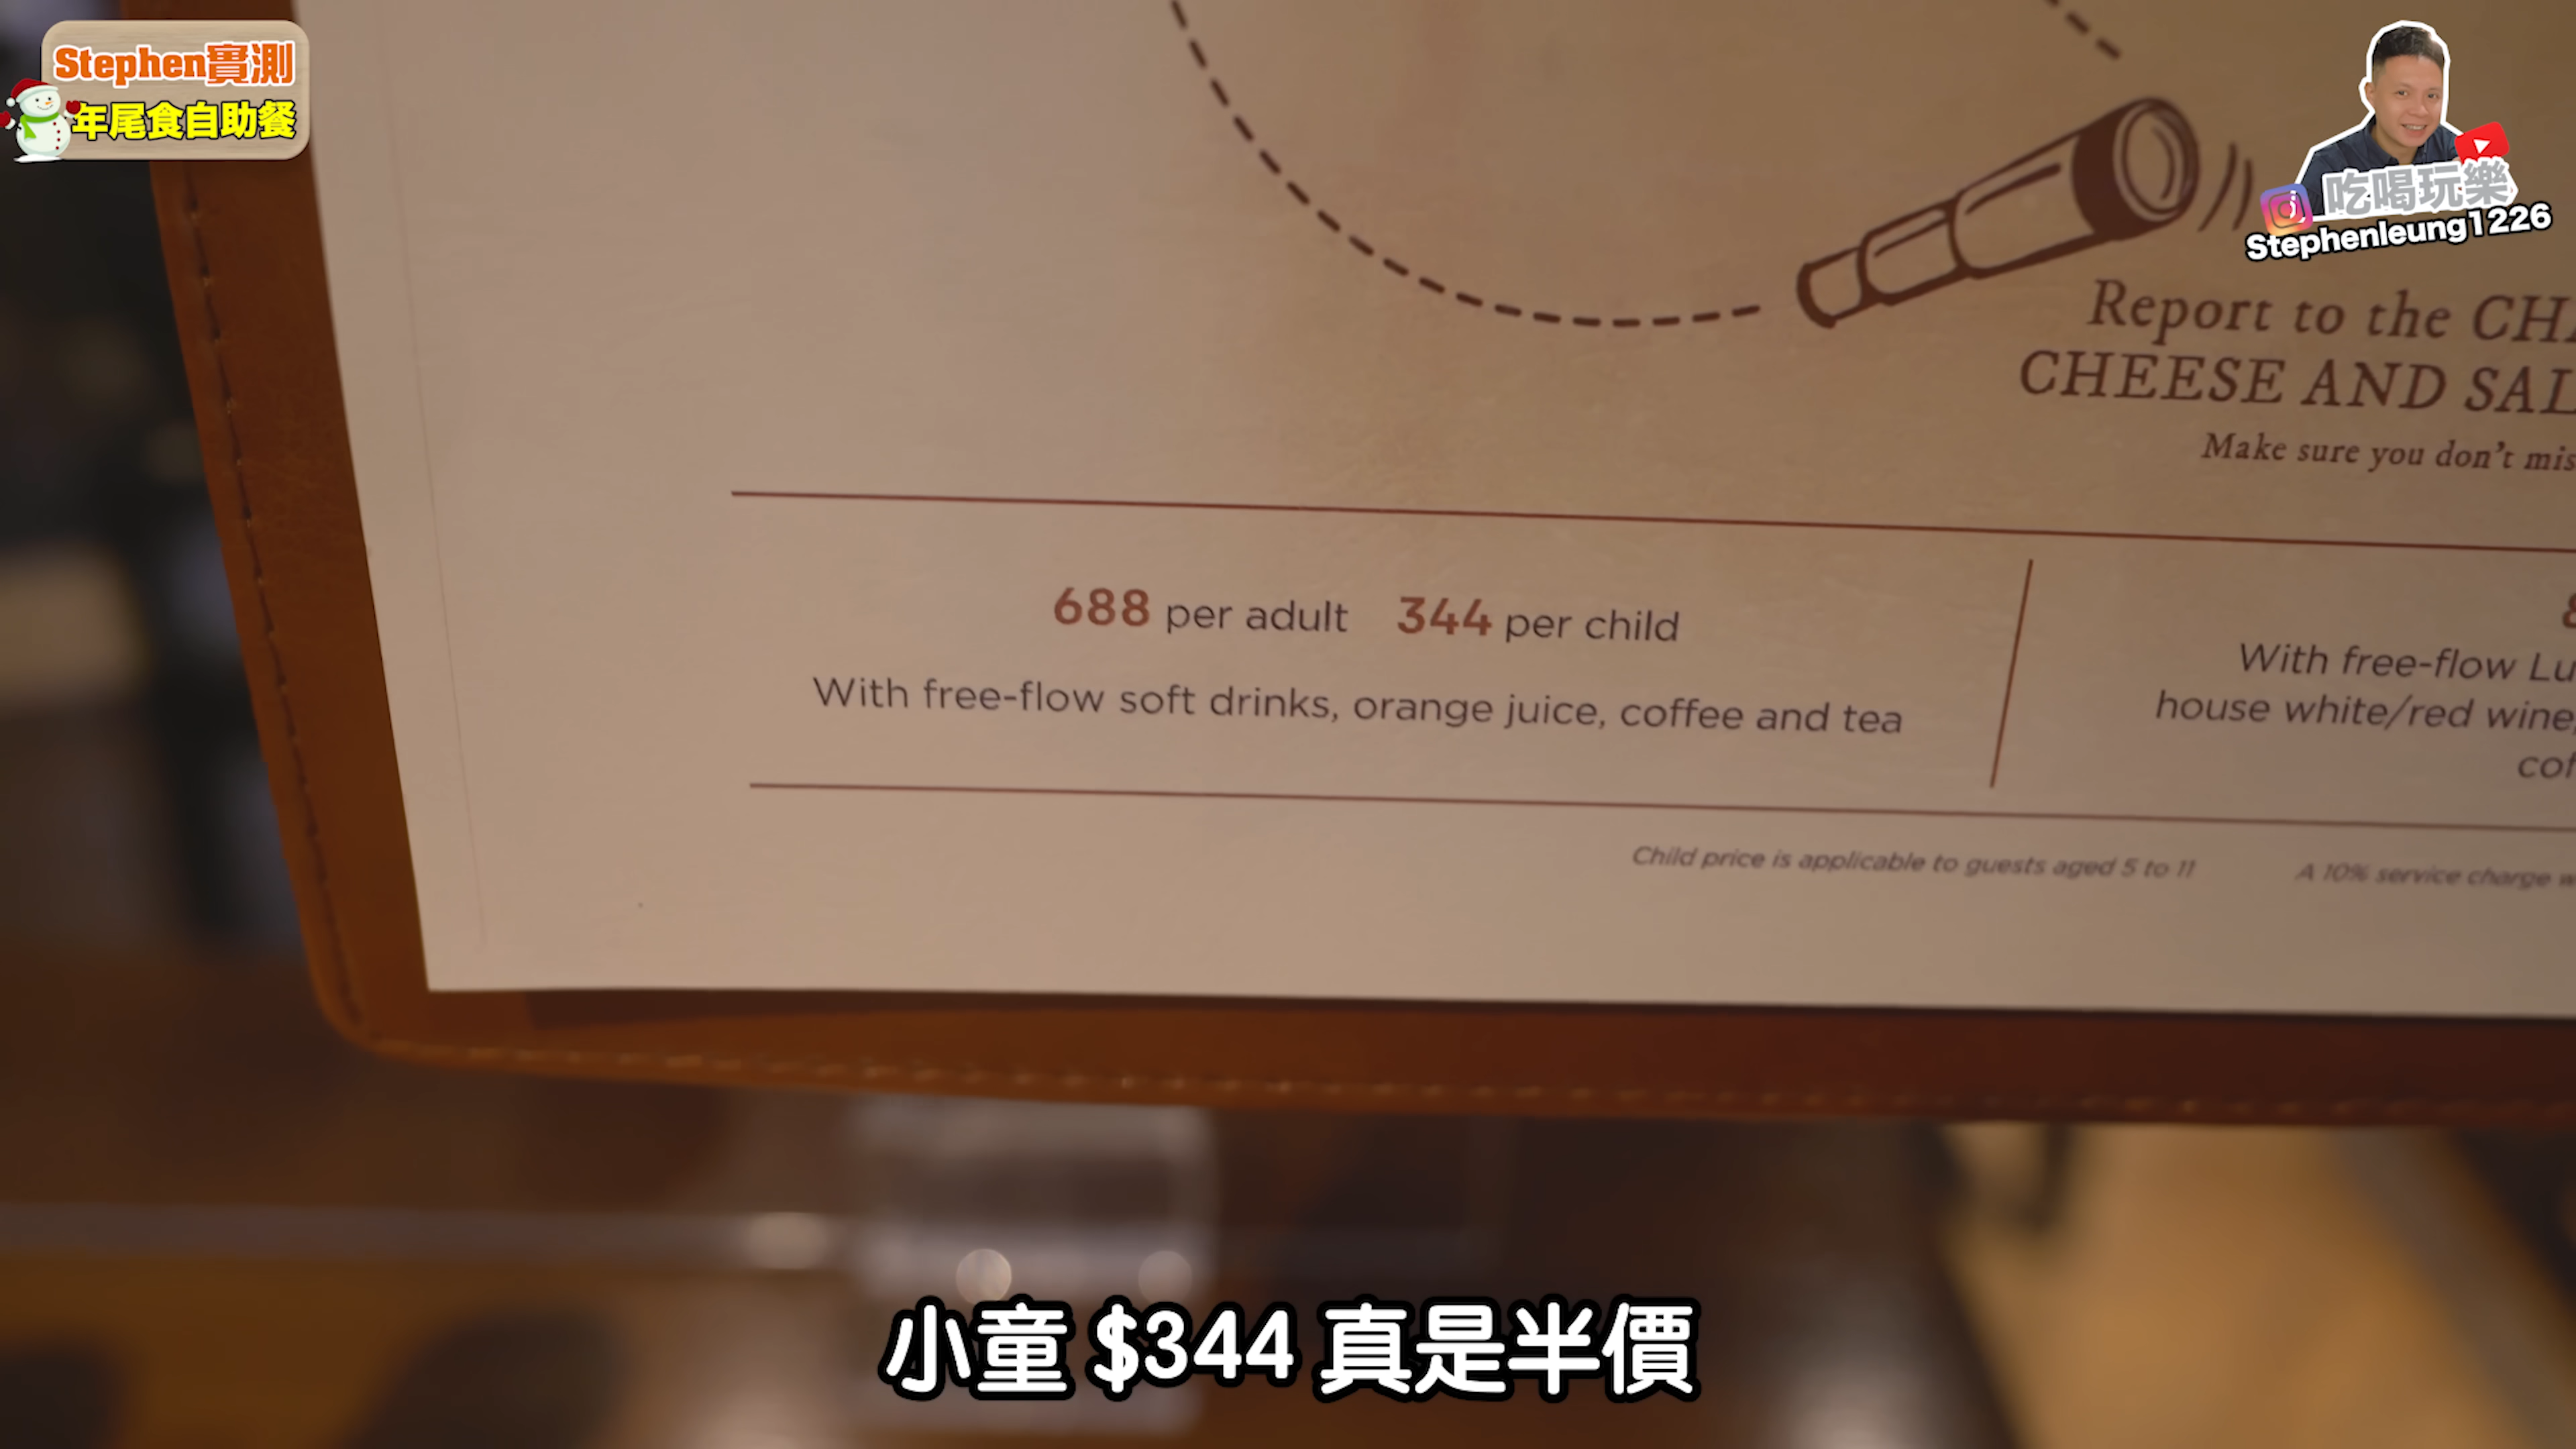 Stephen實測
年尾食自助餐
吃喝玩樂
Stephenleung1226
Report to the
CHEESE AND
Make sure you don't
688 per adult 344 per child
With free-flow soft drinks, orange juice, coffee and tea
With free-flow
house white/red wine,
Child price is applicable to guests aged 5 to 11
A 10% service charge
小童 $344 真是半價